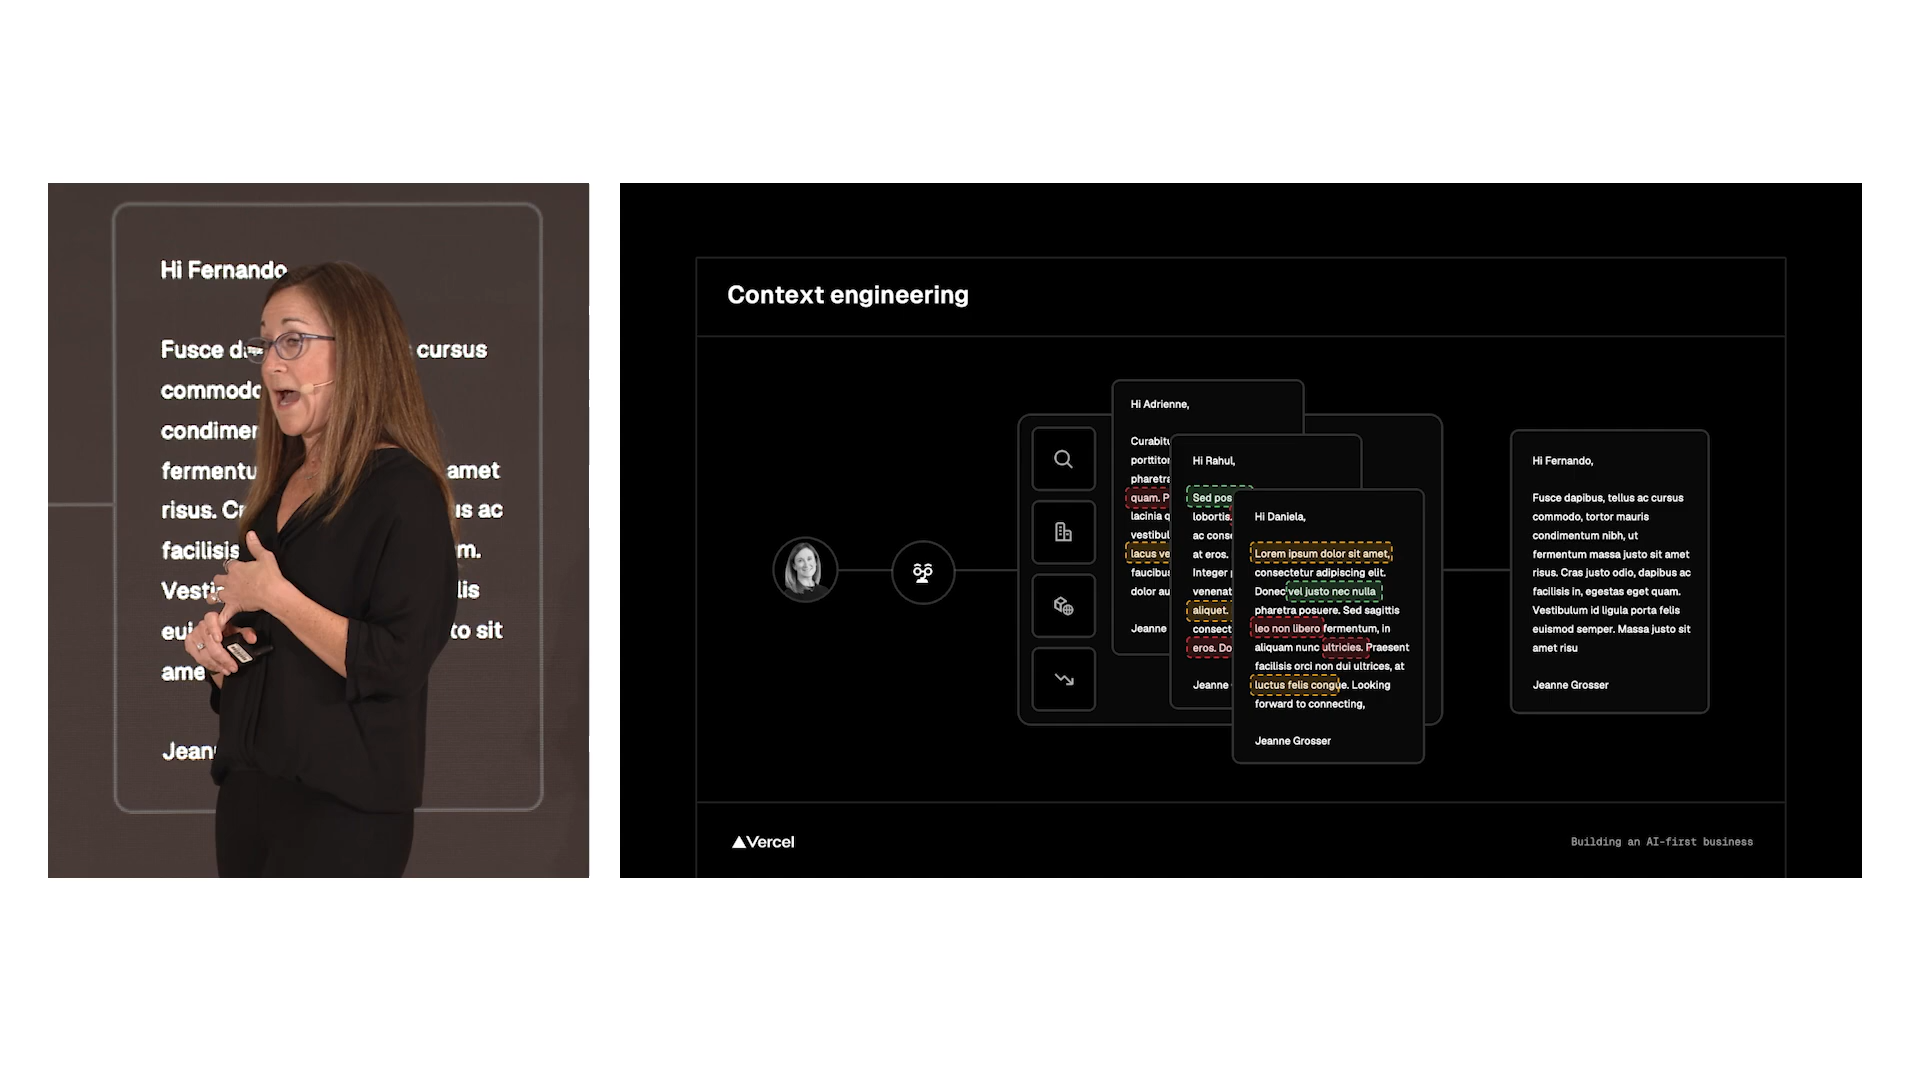 Hi Fernando
Fusce cursus
commodo
condimen
fermentu amet
risus. Cr us ac
facilisis m.
Vesti lis
eui to sit
ame
Jean
Context engineering
Hi Adrienne,
Curabitu
porttitor
pharetra
quam. P
lacinia q
vestibul
lacus ve
faucibus
dolor au
Jeanne
Hi Rahul,
Sed pos
lobortis.
ac conse
at eros.
Integer
venenat
aliquet.
consect
eros. Do
Jeanne
Hi Daniela,
Lorem ipsum dolor sit amet,
consectetur adipiscing elit.
Donec vel justo nec nulla
pharetra posuere. Sed sagittis
leo non libero fermentum, in
aliquam nunc ultricies. Praesent
facilisis orci non dui ultrices, at
luctus felis congue. Looking
forward to connecting,
Jeanne Grosser
Hi Fernando,
Fusce dapibus, tellus ac cursus
commodo, tortor mauris
condimentum nibh, ut
fermentum massa justo sit amet
risus. Cras justo odio, dapibus ac
facilisis in, egestas eget quam.
Vestibulum id ligula porta felis
euismod semper. Massa justo sit
amet risu
Jeanne Grosser
Vercel
Building an AI-first business